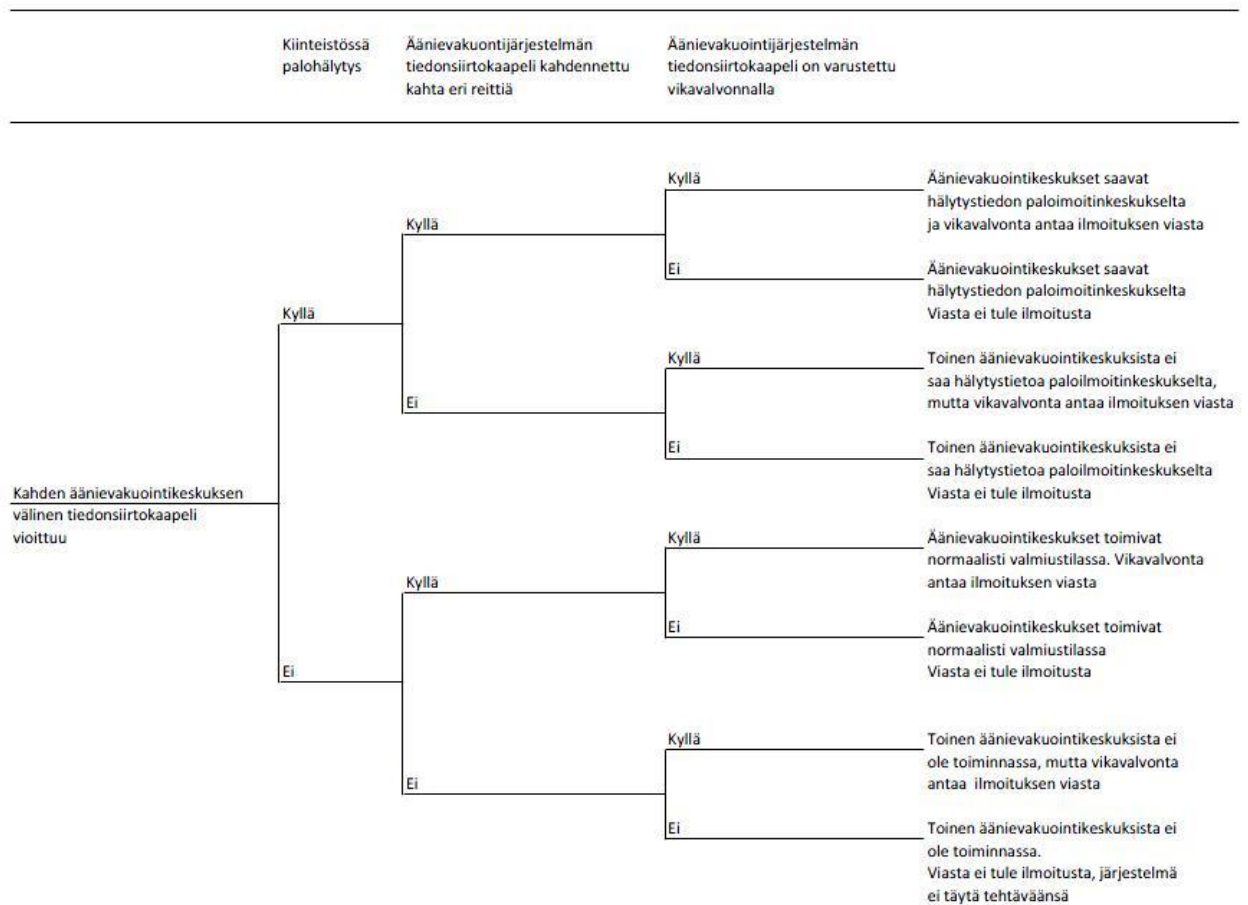 Kiinteistössä
palohälytys
Äänievakuontijärjestelmän
tiedonsiirtokaapeli kahdennettu
kahta eri reittiä
Äänievakuointijärjestelmän
tiedonsiirtokaapeli on varustettu
vikavalvonnalla
Kyllä
Äänievakuointikeskukset saavat
hälytystiedon paloimoitinkeskukselta
ja vikavalvonta antaa ilmoituksen viasta
Kyllä
Ei
Äänievakuointikeskukset saavat
hälytystiedon paloimoitinkeskukselta
Viasta ei tule ilmoitusta
Kyllä
Kyllä
Toinen äänievakuointikeskuksista ei
saa hälytystietoa paloilmoitinkeskukselta,
mutta vikavalvonta antaa ilmoituksen viasta
Ei
Ei
Toinen äänievakuointikeskuksista ei
saa hälytystietoa paloilmoitinkeskukselta
Viasta ei tule ilmoitusta
Kahden äänievakuointikeskuksen
välinen tiedonsiirtokaapeli
vioittuu
Kyllä
Äänievakuointikeskukset toimivat
normaalisti valmiustilassa. Vikavalvonta
antaa ilmoituksen viasta
Kyllä
Ei
Äänievakuointikeskukset toimivat
normaalisti valmiustilassa
Viasta ei tule ilmoitusta
Ei
Kyllä
Toinen äänievakuointikeskuksista ei
ole toiminnassa, mutta vikavalvonta
antaa ilmoituksen viasta
Ei
Ei
Toinen äänievakuointikeskuksista ei
ole toiminnassa.
Viasta ei tule ilmoitusta, järjestelmä
ei täytä tehtäväänsä